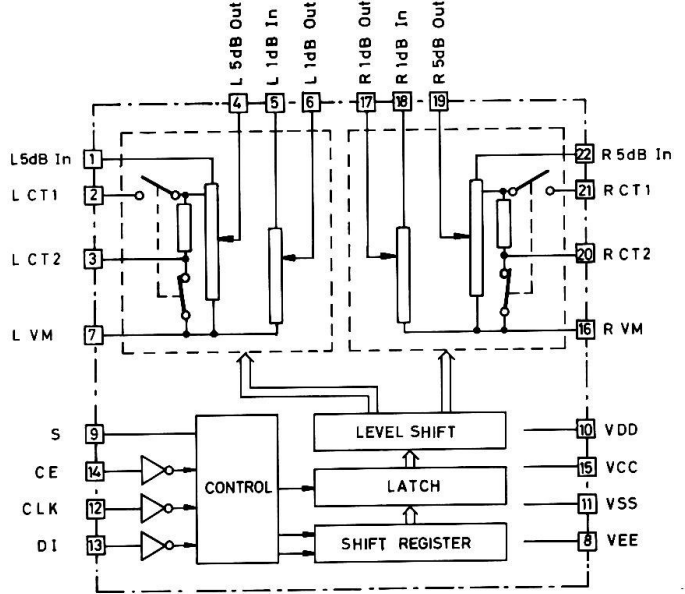 L 5dB Out
L 1dB In
L 1dB Out
R 1dB Out
R 1dB In
R 5dB Out
4
5
6
17
18
19
L5dB In
1
22
R 5dB In
L CT1
2
21
R CT1
L CT2
3
20
R CT2
L VM
7
16
R VM
S
9
LEVEL SHIFT
10
VDD
CE
14
CONTROL
LATCH
15
VCC
CLK
12
11
VSS
DI
13
SHIFT REGISTER
8
VEE